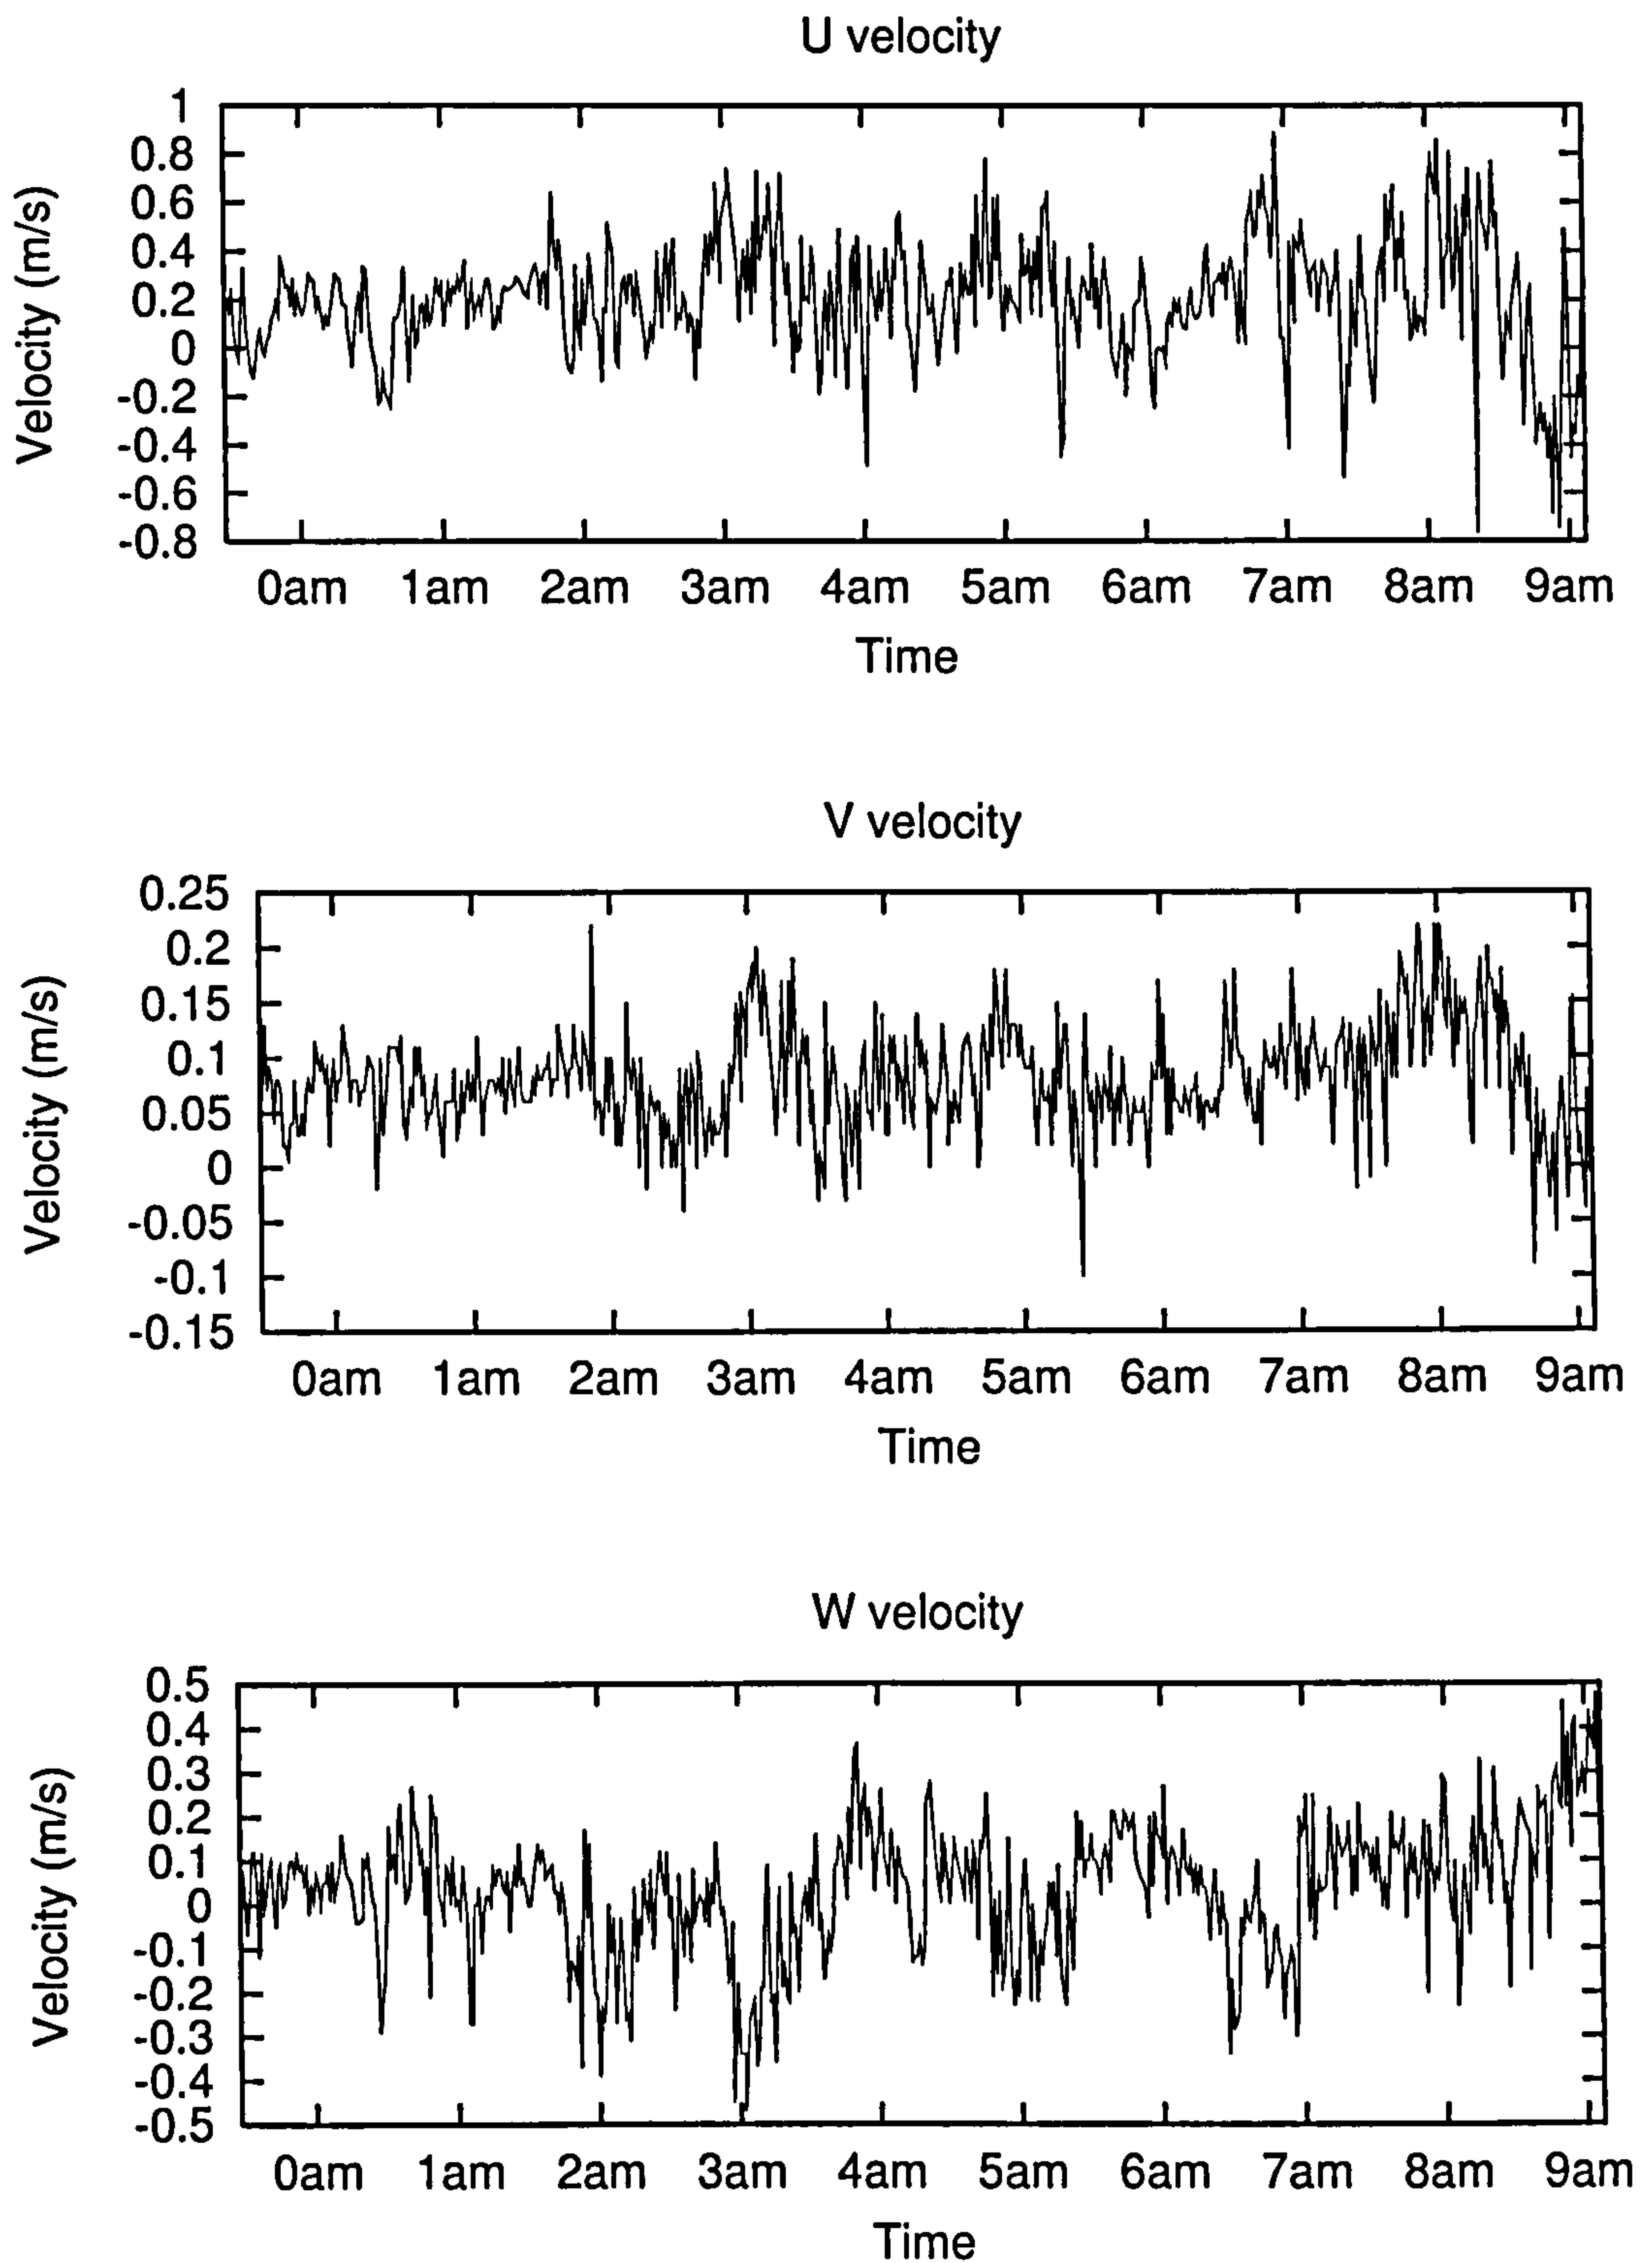 U velocity
1
0.8
0.6
0.4
0.2
0
-0.2
-0.4
-0.6
-0.8
Velocity (m/s)
0am 1am 2am 3am 4am 5am 6am 7am 8am 9am
Time
V velocity
0.25
0.2
0.15
0.1
0.05
0
-0.05
-0.1
-0.15
Velocity (m/s)
0am 1am 2am 3am 4am 5am 6am 7am 8am 9am
Time
W velocity
0.5
0.4
0.3
0.2
0.1
0
-0.1
-0.2
-0.3
-0.4
-0.5
Velocity (m/s)
0am 1am 2am 3am 4am 5am 6am 7am 8am 9am
Time